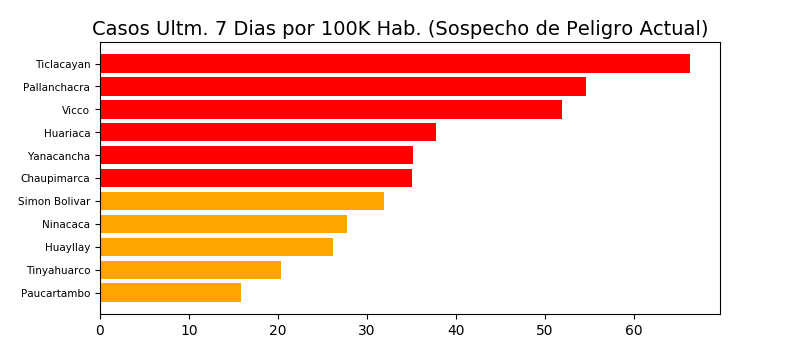 Casos Ultm. 7 Dias por 100K Hab. (Sospecho de Peligro Actual)
Ticlacayan
Pallanchacra
Vicco
Huariaca
Yanacancha
Chaupimarca
Simon Bolivar
Ninacaca
Huayllay
Tinyahuarco
Paucartambo
0 10 20 30 40 50 60